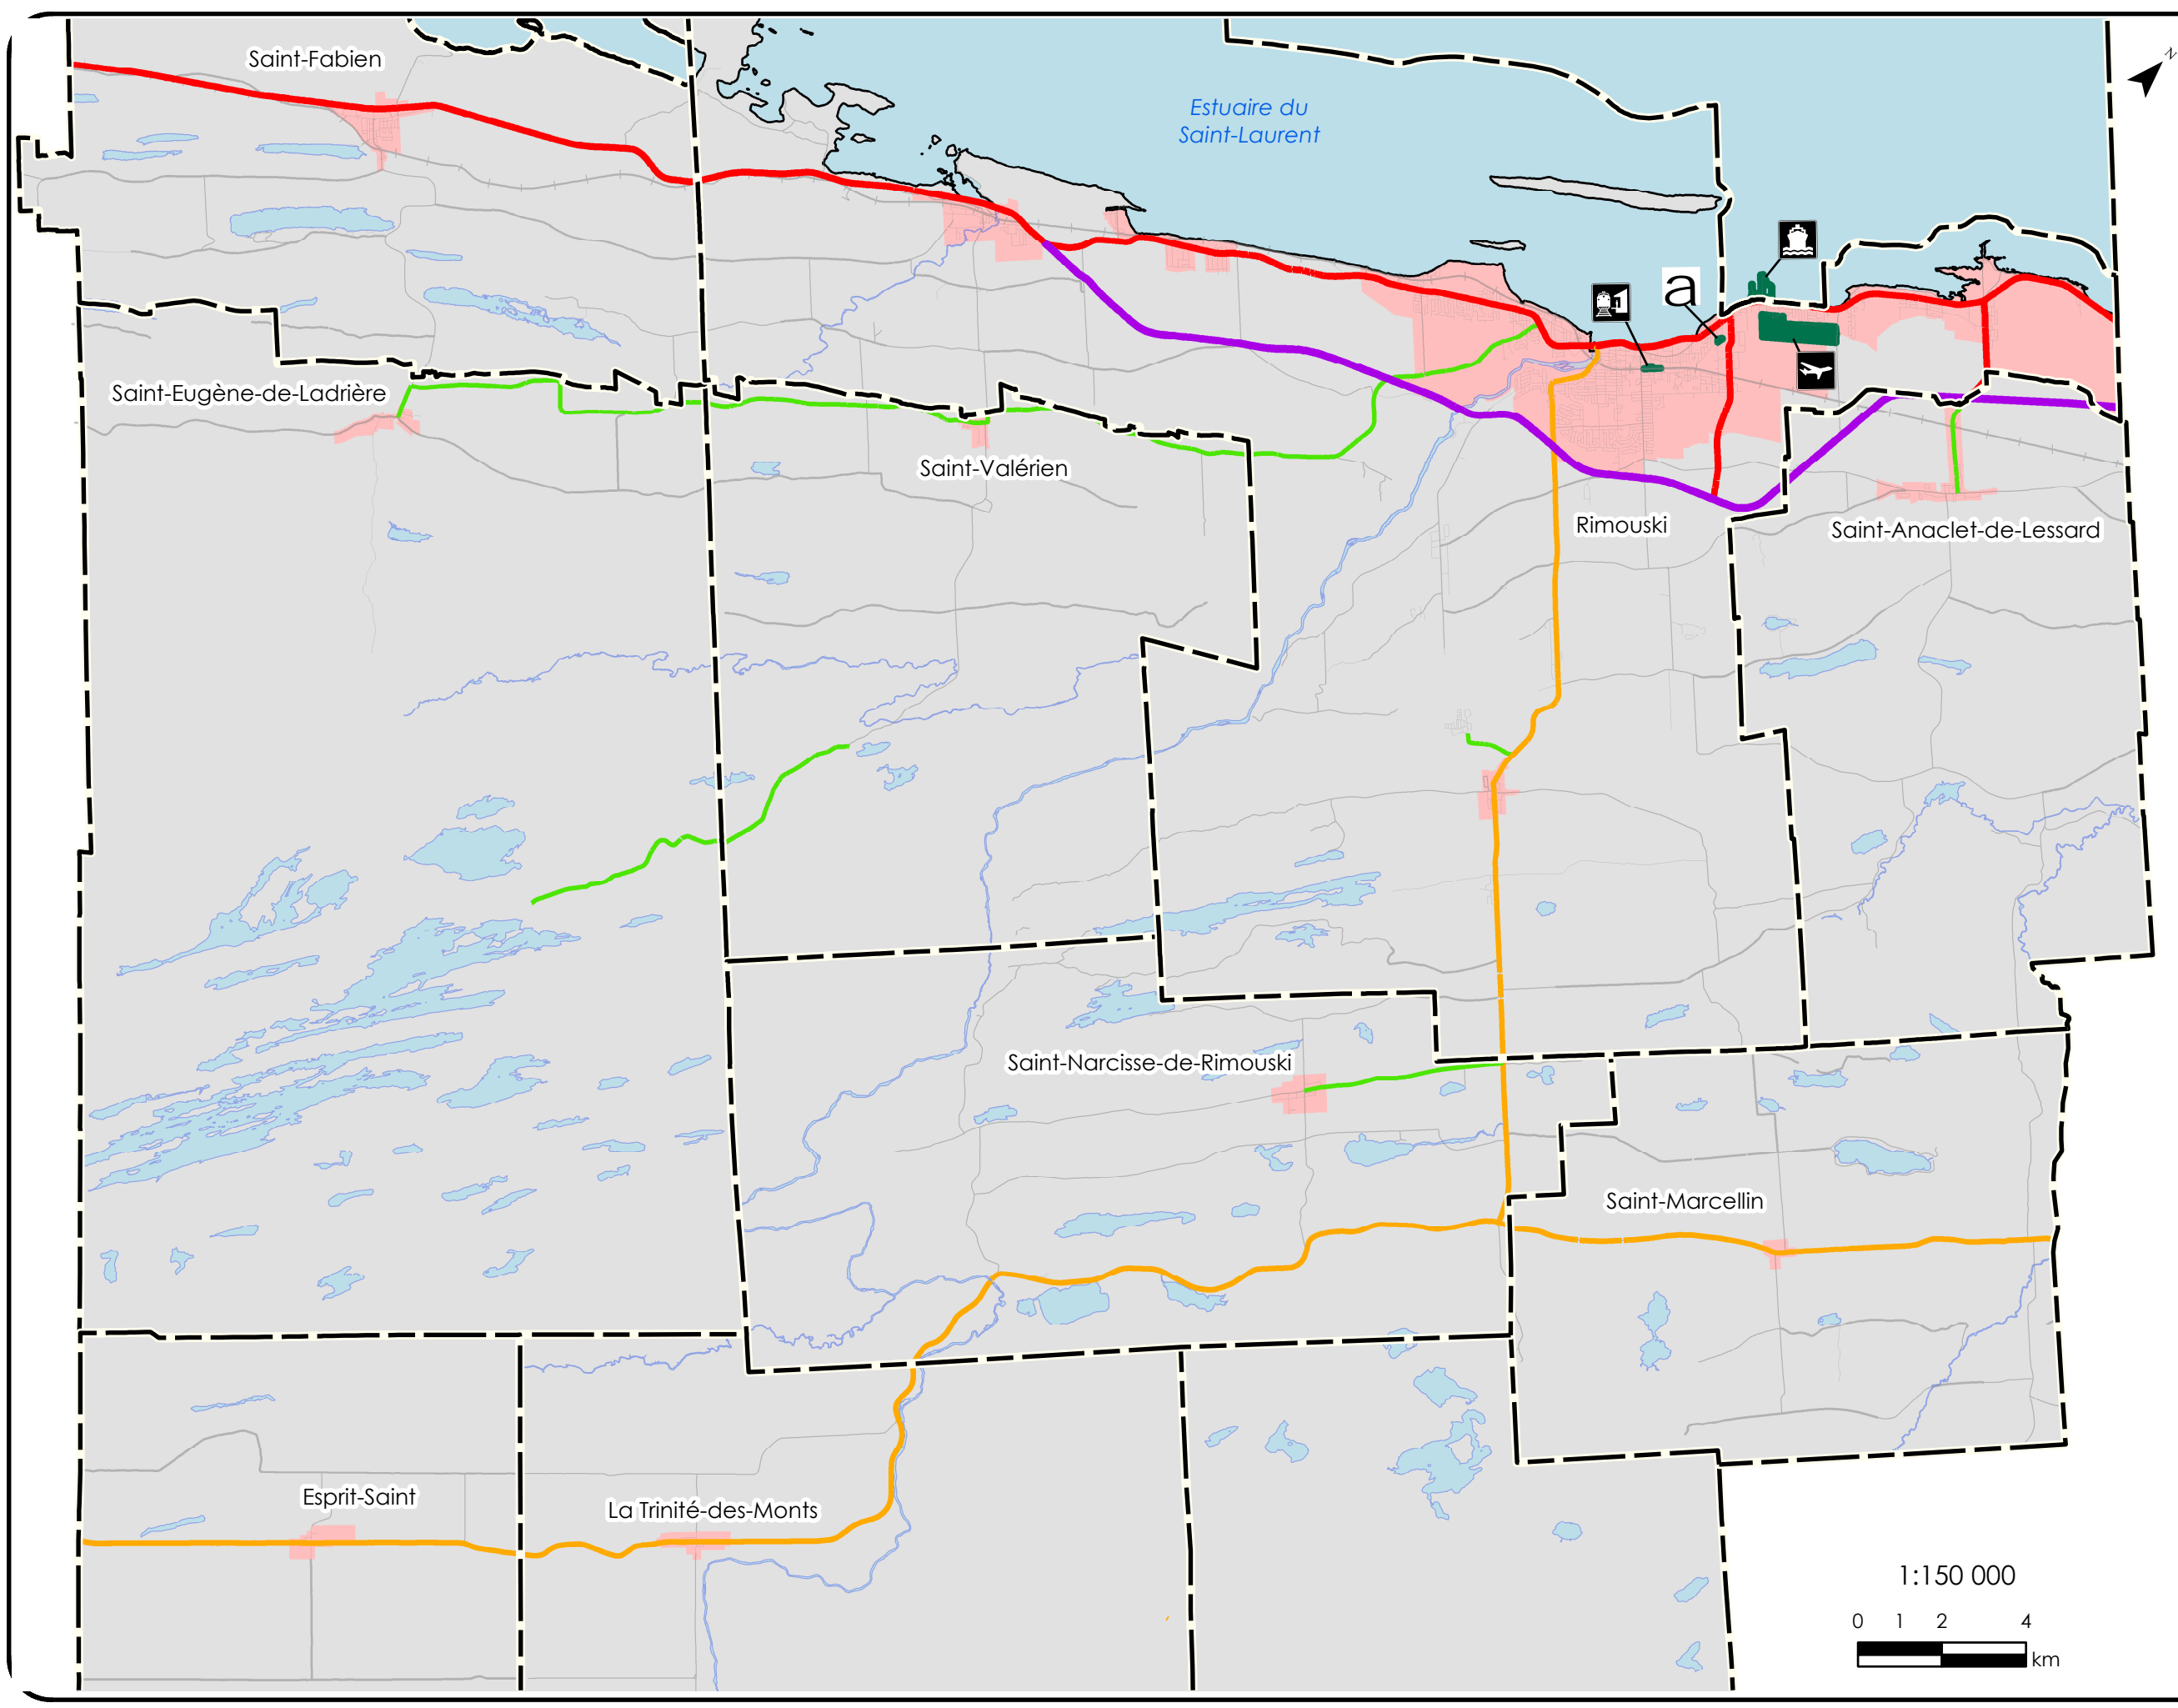 Saint-Fabien
N
Estuaire du
Saint-Laurent
a
Saint-Eugène-de-Ladrière
Saint-Valérien
Rimouski
Saint-Anaclet-de-Lessard
Saint-Narcisse-de-Rimouski
Saint-Marcellin
Esprit-Saint
La Trinité-des-Monts
1:150 000
0 1 2 4
km